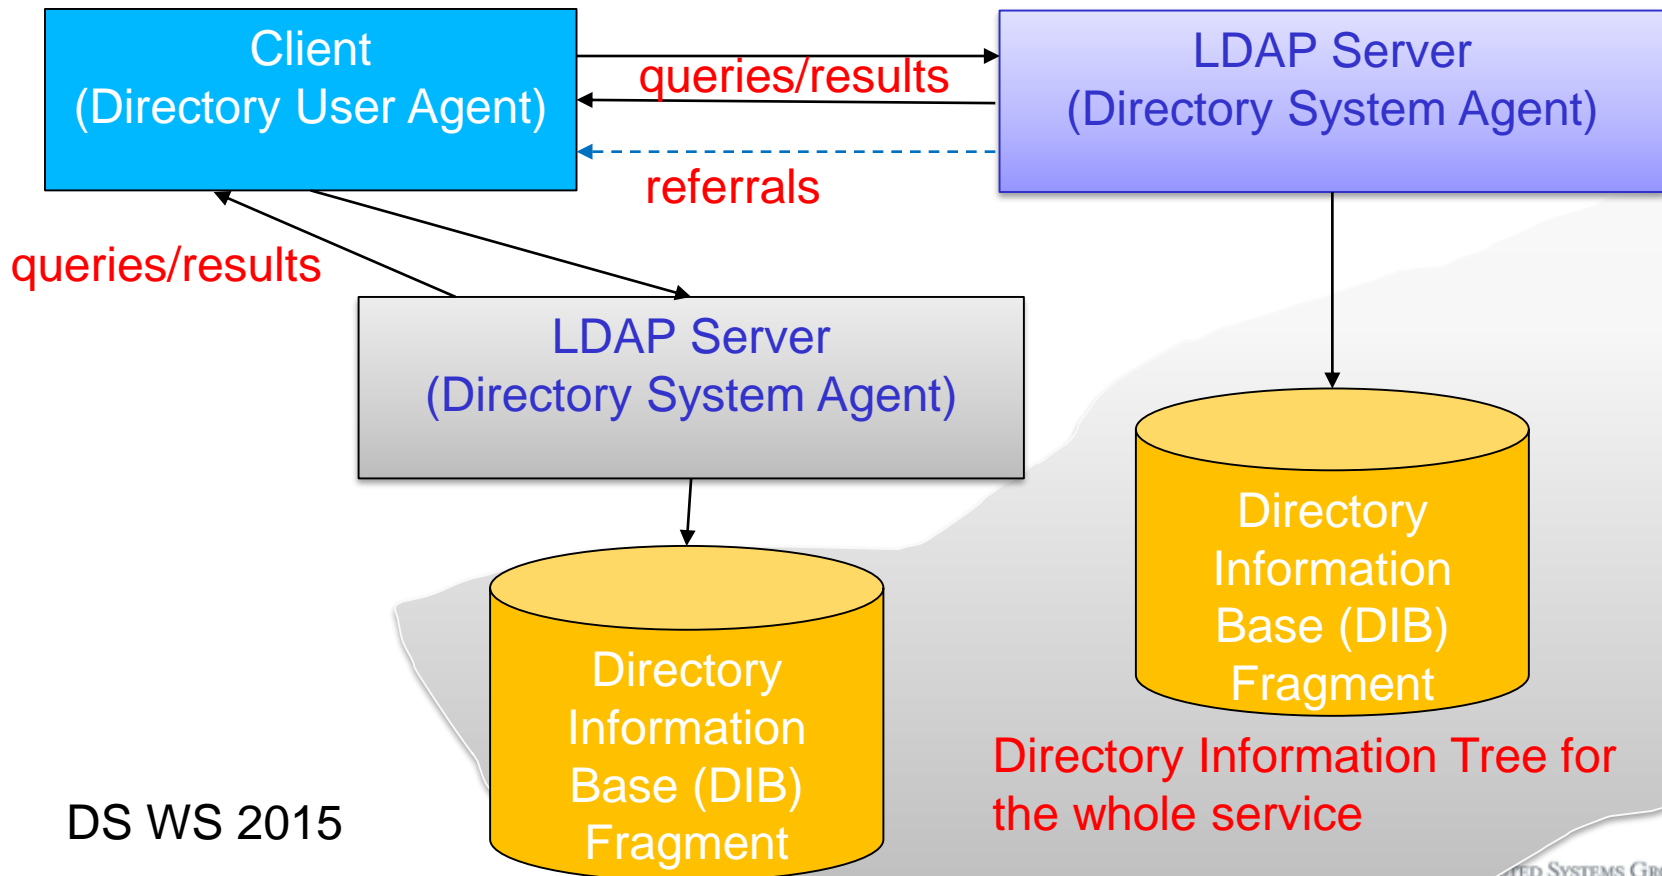 Client
(Directory User Agent)
queries/results
LDAP Server
(Directory System Agent)
referrals
queries/results
LDAP Server
(Directory System Agent)
Directory
Information
Base (DIB)
Fragment
Directory
Information
Base (DIB)
Fragment
Directory Information Tree for
the whole service
DS WS 2015
SYSTEMS